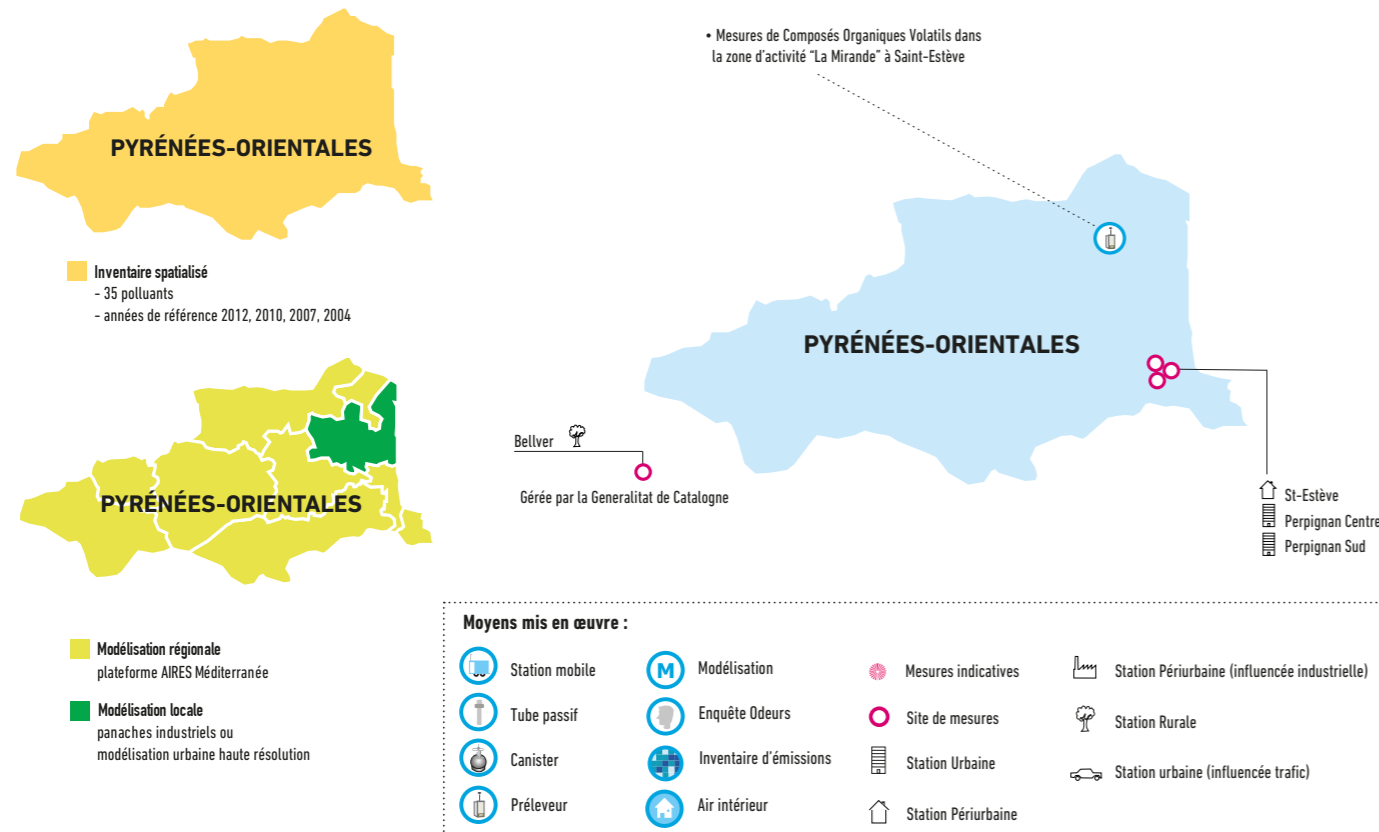 PYRÉNÉES-ORIENTALES
Inventaire spatialisé
- 35 polluants
- années de référence 2012, 2010, 2007, 2004
PYRÉNÉES-ORIENTALES
Modélisation régionale
plateforme AIRES Méditerranée
Modélisation locale
panaches industriels ou
modélisation urbaine haute résolution
• Mesures de Composés Organiques Volatils dans
la zone d'activité “La Mirande” à Saint-Estève
PYRÉNÉES-ORIENTALES
Bellver
Gérée par la Generalitat de Catalogne
St-Estève
Perpignan Centre
Perpignan Sud
Moyens mis en œuvre :
Station mobile
Tube passif
Canister
Préleveur
M
Modélisation
Enquête Odeurs
Inventaire d'émissions
Air intérieur
Mesures indicatives
Site de mesures
Station Urbaine
Station Périurbaine
Station Périurbaine (influencée industrielle)
Station Rurale
Station urbaine (influencée trafic)